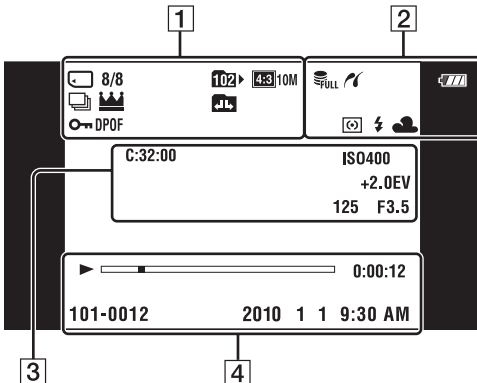 1 2
8/8 102 4:3 10M FULL
DPOF
C:32:00 ISO400
+2.0EV
125 F3.5
0:00:12
101-0012 2010 1 1 9:30 AM
3 4